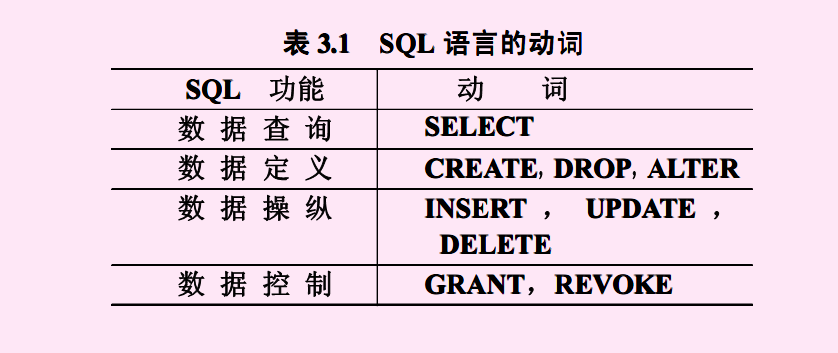 表 3.1 SQL 语言的动词
SQL 功能 动 词
数 据 查 询 SELECT
数 据 定 义 CREATE, DROP, ALTER
数 据 操 纵 INSERT , UPDATE ,
DELETE
数 据 控 制 GRANT, REVOKE